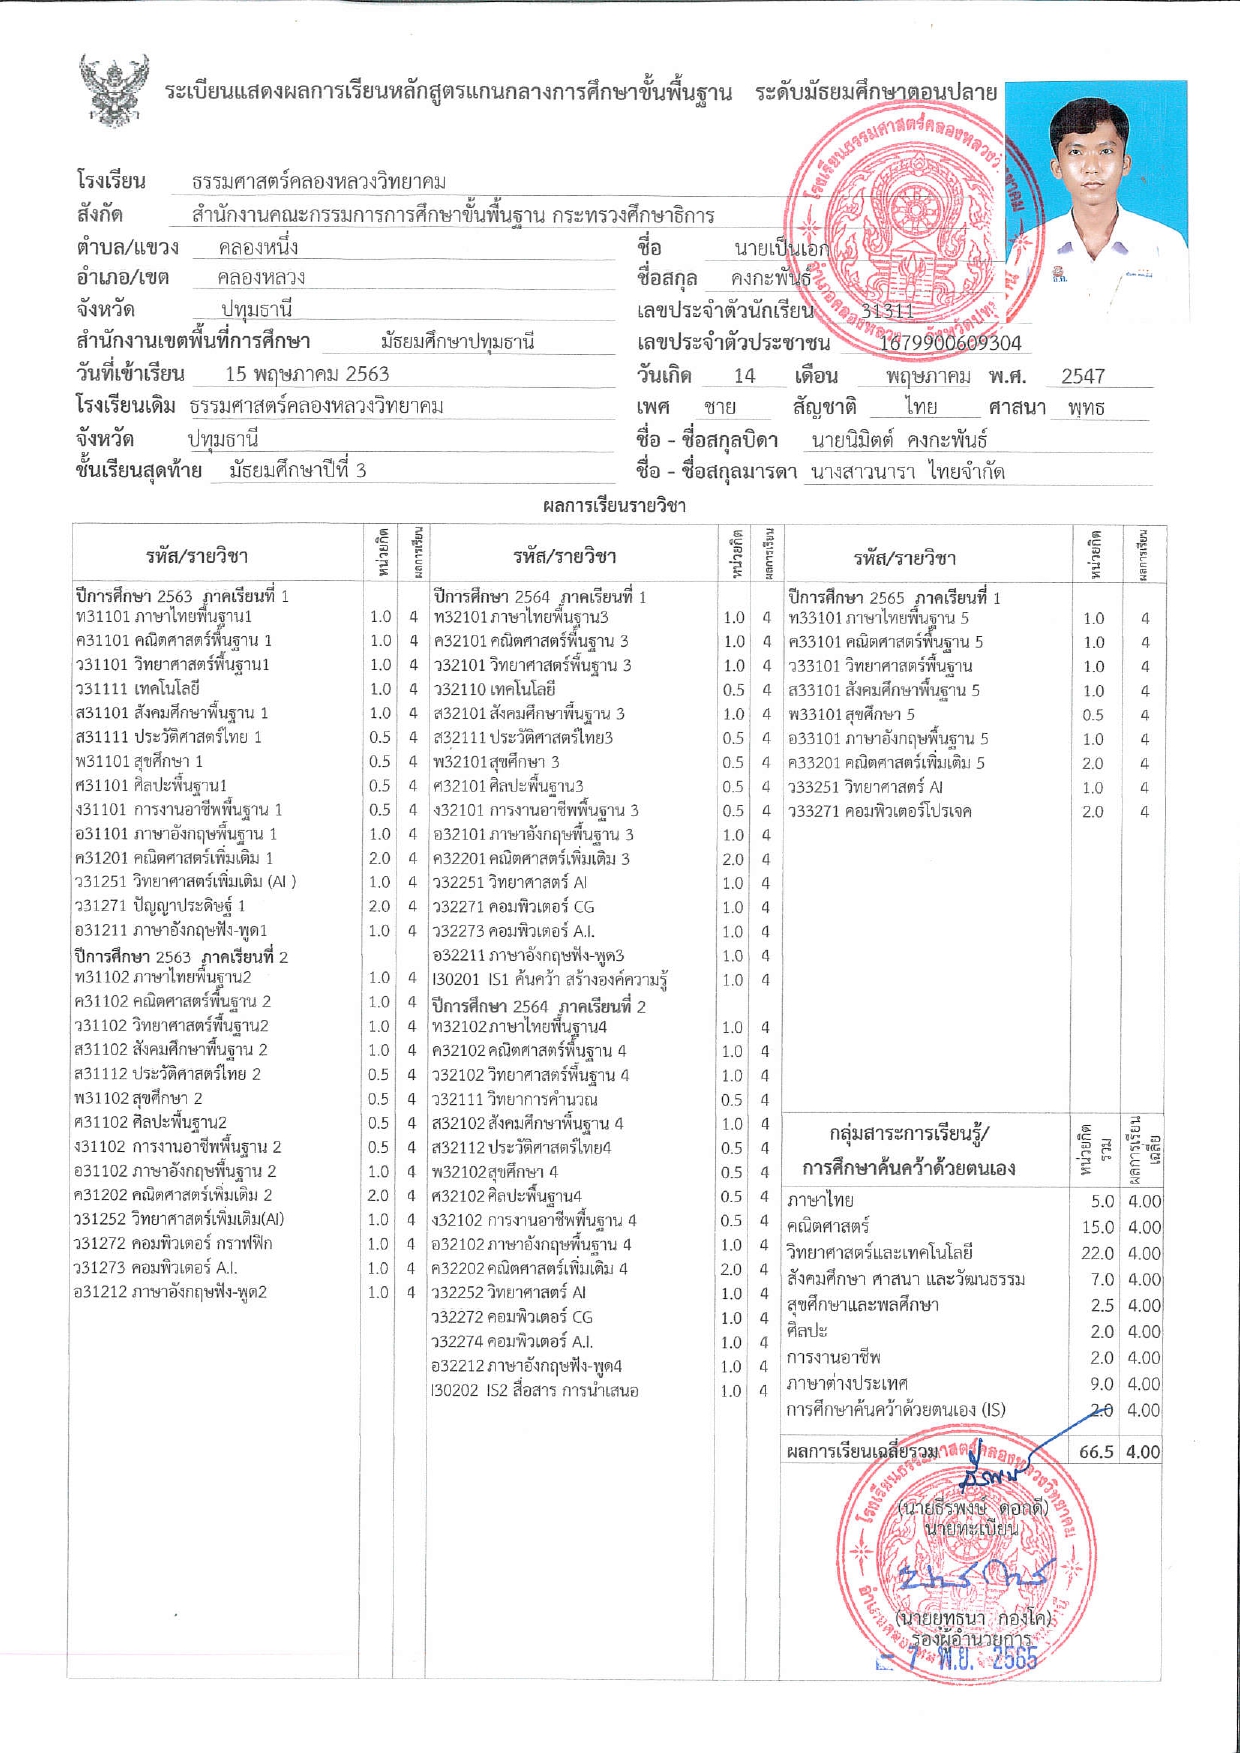 ระเบียนแสดงผลการเรียนหลักสูตรแกนกลางการศึกษาขั้นพื้นฐาน ระดับมัธยมศึกษาตอนปลาย
โรงเรียน ธรรมศาสตร์คลองหลวงวิทยาคม
สังกัด สำนักงานคณะกรรมการการศึกษาขั้นพื้นฐาน กระทรวงศึกษาธิการ
ตำบล/แขวง คลองหนึ่ง
อำเภอ/เขต คลองหลวง
จังหวัด ปทุมธานี
สำนักงานเขตพื้นที่การศึกษา มัธยมศึกษาปทุมธานี
วันที่เข้าเรียน 15 พฤษภาคม 2563
โรงเรียนเดิม ธรรมศาสตร์คลองหลวงวิทยาคม
จังหวัด ปทุมธานี
ชั้นเรียนสุดท้าย มัธยมศึกษาปีที่ 3
ชื่อ นายเป็นเอก
ชื่อสกุล คงกะพันธ์
เลขประจำตัวนักเรียน 31311
เลขประจำตัวประชาชน 1679900609304
วันเกิด 14 เดือน พฤษภาคม พ.ศ. 2547
เพศ ชาย สัญชาติ ไทย ศาสนา พุทธ
ชื่อ - ชื่อสกุลบิดา นายนิมิตต์ คงกะพันธ์
ชื่อ - ชื่อสกุลมารดา นางสาวนารา ไทยจำกัด
ผลการเรียนรายวิชา
รหัส/รายวิชา หน่วยกิต ผลการเรียน
ปีการศึกษา 2563 ภาคเรียนที่ 1
ท31101 ภาษาไทยพื้นฐาน1 1.0 4
ค31101 คณิตศาสตร์พื้นฐาน 1 1.0 4
ว31101 วิทยาศาสตร์พื้นฐาน1 1.0 4
ว31111 เทคโนโลยี 1.0 4
ส31101 สังคมศึกษาพื้นฐาน 1 1.0 4
ส31111 ประวัติศาสตร์ไทย 1 0.5 4
พ31101 สุขศึกษา 1 0.5 4
ศ31101 ศิลปะพื้นฐาน1 0.5 4
ง31101 การงานอาชีพพื้นฐาน 1 0.5 4
อ31101 ภาษาอังกฤษพื้นฐาน 1 1.0 4
ค31201 คณิตศาสตร์เพิ่มเติม 1 2.0 4
ว31251 วิทยาศาสตร์เพิ่มเติม (AI ) 1.0 4
ว31271 ปัญญาประดิษฐ์ 1 2.0 4
อ31211 ภาษาอังกฤษฟัง-พูด1 1.0 4
ปีการศึกษา 2563 ภาคเรียนที่ 2
ท31102 ภาษาไทยพื้นฐาน2 1.0 4
ค31102 คณิตศาสตร์พื้นฐาน 2 1.0 4
ว31102 วิทยาศาสตร์พื้นฐาน2 1.0 4
ส31102 สังคมศึกษาพื้นฐาน 2 1.0 4
ส31112 ประวัติศาสตร์ไทย 2 0.5 4
พ31102 สุขศึกษา 2 0.5 4
ศ31102 ศิลปะพื้นฐาน2 0.5 4
ง31102 การงานอาชีพพื้นฐาน 2 0.5 4
อ31102 ภาษาอังกฤษพื้นฐาน 2 1.0 4
ค31202 คณิตศาสตร์เพิ่มเติม 2 2.0 4
ว31252 วิทยาศาสตร์เพิ่มเติม(AI) 1.0 4
ว31272 คอมพิวเตอร์ กราฟฟิก 1.0 4
ว31273 คอมพิวเตอร์ A.I. 1.0 4
อ31212 ภาษาอังกฤษฟัง-พูด2 1.0 4
รหัส/รายวิชา หน่วยกิต ผลการเรียน
ปีการศึกษา 2564 ภาคเรียนที่ 1
ท32101 ภาษาไทยพื้นฐาน3 1.0 4
ค32101 คณิตศาสตร์พื้นฐาน 3 1.0 4
ว32101 วิทยาศาสตร์พื้นฐาน 3 1.0 4
ว32110 เทคโนโลยี 0.5 4
ส32101 สังคมศึกษาพื้นฐาน 3 1.0 4
ส32111 ประวัติศาสตร์ไทย3 0.5 4
พ32101 สุขศึกษา 3 0.5 4
ศ32101 ศิลปะพื้นฐาน3 0.5 4
ง32101 การงานอาชีพพื้นฐาน 3 0.5 4
อ32101 ภาษาอังกฤษพื้นฐาน 3 1.0 4
ค32201 คณิตศาสตร์เพิ่มเติม 3 2.0 4
ว32251 วิทยาศาสตร์ AI 1.0 4
ว32271 คอมพิวเตอร์ CG 1.0 4
ว32273 คอมพิวเตอร์ A.I. 1.0 4
อ32211 ภาษาอังกฤษฟัง-พูด3 1.0 4
I30201 IS1 ค้นคว้า สร้างองค์ความรู้ 1.0 4
ปีการศึกษา 2564 ภาคเรียนที่ 2
ท32102 ภาษาไทยพื้นฐาน4 1.0 4
ค32102 คณิตศาสตร์พื้นฐาน 4 1.0 4
ว32102 วิทยาศาสตร์พื้นฐาน 4 1.0 4
ว32111 วิทยาการคำนวณ 0.5 4
ส32102 สังคมศึกษาพื้นฐาน 4 1.0 4
ส32112 ประวัติศาสตร์ไทย4 0.5 4
พ32102 สุขศึกษา 4 0.5 4
ศ32102 ศิลปะพื้นฐาน4 0.5 4
ง32102 การงานอาชีพพื้นฐาน 4 0.5 4
อ32102 ภาษาอังกฤษพื้นฐาน 4 1.0 4
ค32202 คณิตศาสตร์เพิ่มเติม 4 2.0 4
ว32252 วิทยาศาสตร์ AI 1.0 4
ว32272 คอมพิวเตอร์ CG 1.0 4
ว32274 คอมพิวเตอร์ A.I. 1.0 4
อ32212 ภาษาอังกฤษฟัง-พูด4 1.0 4
I30202 IS2 สื่อสาร การนำเสนอ 1.0 4
รหัส/รายวิชา หน่วยกิต ผลการเรียน
ปีการศึกษา 2565 ภาคเรียนที่ 1
ท33101 ภาษาไทยพื้นฐาน 5 1.0 4
ค33101 คณิตศาสตร์พื้นฐาน 5 1.0 4
ว33101 วิทยาศาสตร์พื้นฐาน 1.0 4
ส33101 สังคมศึกษาพื้นฐาน 5 1.0 4
พ33101 สุขศึกษา 5 0.5 4
อ33101 ภาษาอังกฤษพื้นฐาน 5 1.0 4
ค33201 คณิตศาสตร์เพิ่มเติม 5 2.0 4
ว33251 วิทยาศาสตร์ AI 1.0 4
ว33271 คอมพิวเตอร์โปรเจค 2.0 4
กลุ่มสาระการเรียนรู้/ หน่วยกิตรวม ผลการเรียนเฉลี่ย
การศึกษาค้นคว้าด้วยตนเอง
ภาษาไทย 5.0 4.00
คณิตศาสตร์ 15.0 4.00
วิทยาศาสตร์และเทคโนโลยี 22.0 4.00
สังคมศึกษา ศาสนา และวัฒนธรรม 7.0 4.00
สุขศึกษาและพลศึกษา 2.5 4.00
ศิลปะ 2.0 4.00
การงานอาชีพ 2.0 4.00
ภาษาต่างประเทศ 9.0 4.00
การศึกษาค้นคว้าด้วยตนเอง (IS) 2.0 4.00
ผลการเรียนเฉลี่ยรวม 66.5 4.00
(นายธีรพงษ์ ดอกดี)
นายทะเบียน
(นายยุทธนา กองโค)
รองผู้อำนวยการ
- 7 พ.ย. 2565